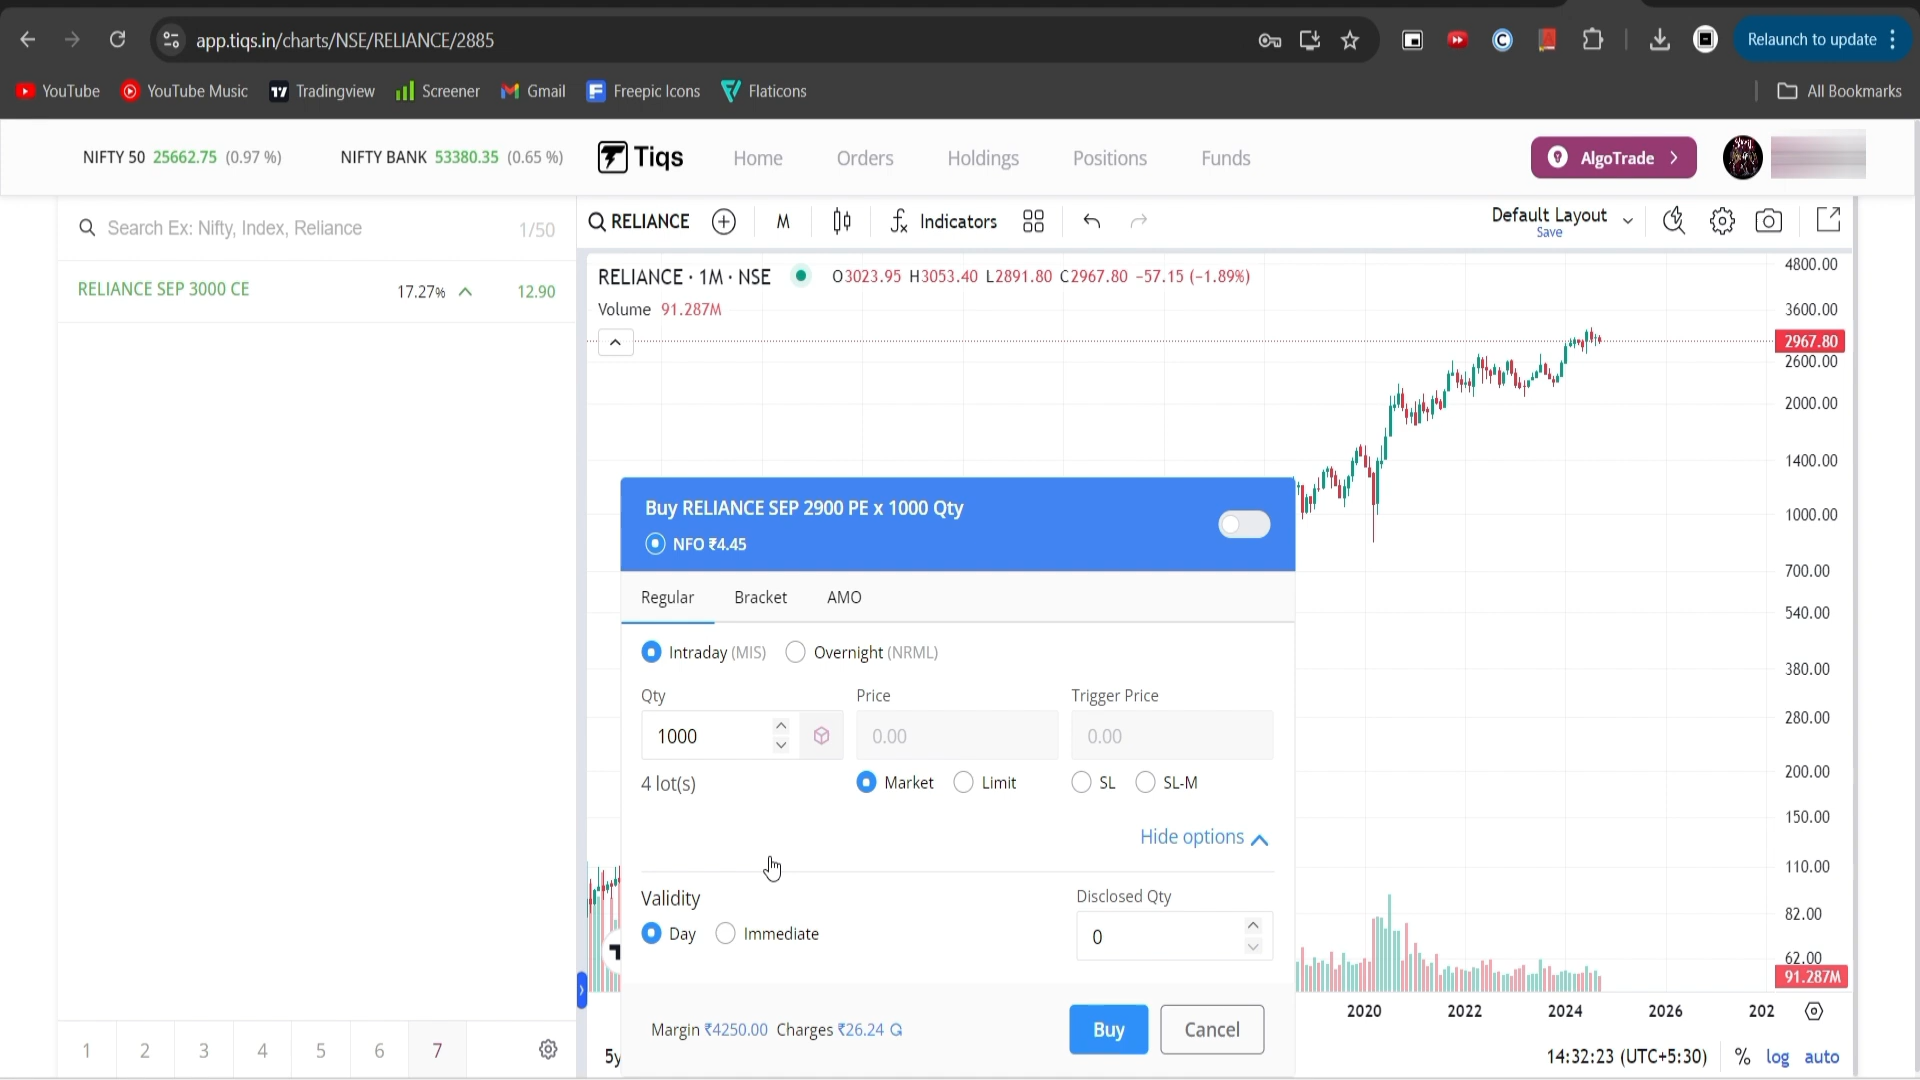 app.tiqs.in/charts/NSE/RELIANCE/2885
Relaunch to update
YouTube
YouTube Music
Tradingview
Screener
Gmail
Freepic Icons
Flaticons
All Bookmarks
NIFTY 50 25662.75 (0.97 %)
NIFTY BANK 53380.35 (0.65 %)
Tiqs
Home
Orders
Holdings
Positions
Funds
AlgoTrade
Search Ex: Nifty, Index, Reliance
1/50
RELIANCE SEP 3000 CE
17.27%
12.90
RELIANCE
M
Indicators
Default Layout
Save
RELIANCE · 1M · NSE
O3023.95 H3053.40 L2891.80 C2967.80 −57.15 (−1.89%)
Volume 91.287M
4800.00
3600.00
2967.80
2600.00
2000.00
1400.00
1000.00
700.00
540.00
380.00
280.00
200.00
150.00
110.00
82.00
62.00
91.287M
Buy RELIANCE SEP 2900 PE x 1000 Qty
NFO ₹4.45
Regular
Bracket
AMO
Intraday (MIS)
Overnight (NRML)
Qty
Price
Trigger Price
1000
0.00
0.00
4 lot(s)
Market
Limit
SL
SL-M
Hide options
Validity
Disclosed Qty
Day
Immediate
0
Margin ₹4250.00 Charges ₹26.24
Buy
Cancel
2020
2022
2024
2026
202
1
2
3
4
5
6
7
5y
14:32:23 (UTC+5:30)
%
log
auto